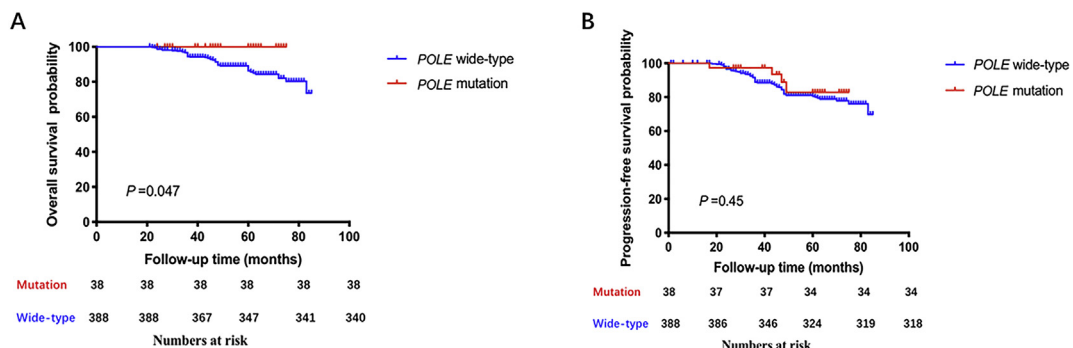 A
Overall survival probability
100
80
60
40
20
0
0 20 40 60 80 100
Follow-up time (months)
P=0.047
POLE wide-type
POLE mutation
Mutation 38 38 38 38 38 38
Wide-type 388 388 367 347 341 340
Numbers at risk
B
Progression-free survival probability
100
80
60
40
20
0
0 20 40 60 80 100
Follow-up time (months)
P=0.45
POLE wide-type
POLE mutation
Mutation 38 37 37 34 34 34
Wide-type 388 386 346 324 319 318
Numbers at risk